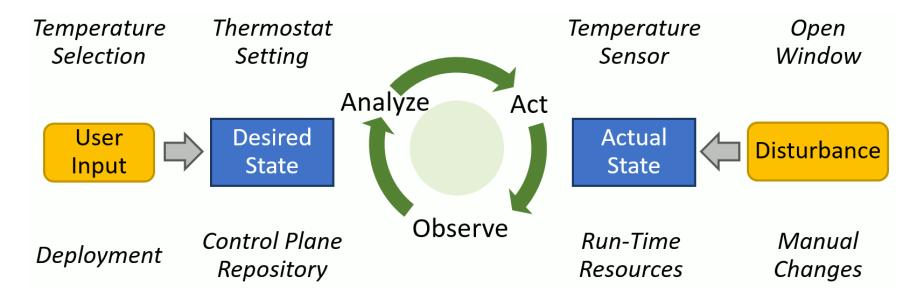 Temperature
Selection
Thermostat
Setting
Temperature
Sensor
Open
Window
Analyze
Act
User
Input
Desired
State
Actual
State
Disturbance
Observe
Deployment
Control Plane
Repository
Run-Time
Resources
Manual
Changes